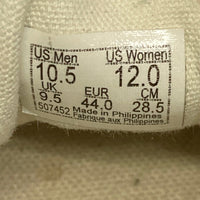 US Men US Women
10.5 12.0
UK EUR CM
9.5 44.0 28.5
507452 Made in Philippines
Fabrique aux Philippines